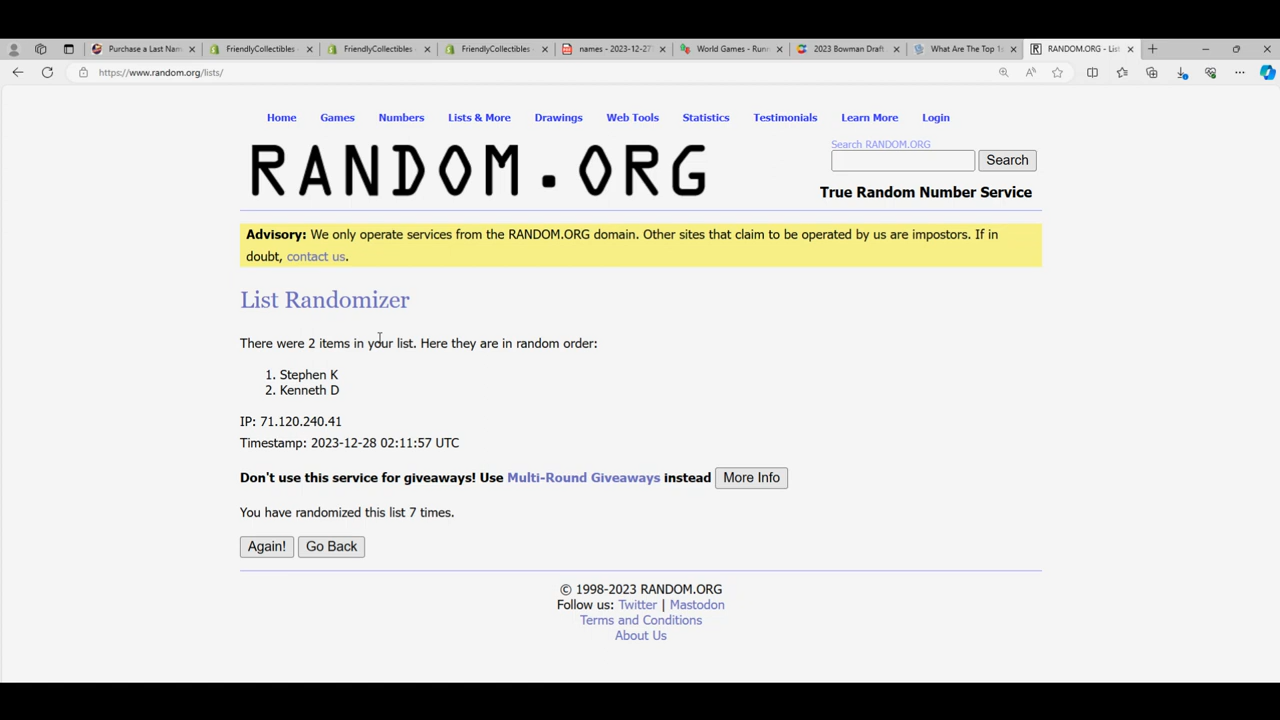 Purchase a Last Nam
FriendlyCollectibles
FriendlyCollectibles
FriendlyCollectibles
names - 2023-12-27
World Games - Run
2023 Bowman Draft
What Are The Top 1
RANDOM.ORG - Lis
https://www.random.org/lists/
Home Games Numbers Lists & More Drawings Web Tools Statistics Testimonials Learn More Login
RANDOM.ORG
Search RANDOM.ORG
Search
True Random Number Service
Advisory: We only operate services from the RANDOM.ORG domain. Other sites that claim to be operated by us are impostors. If in
doubt, contact us.
List Randomizer
There were 2 items in your list. Here they are in random order:
1. Stephen K
2. Kenneth D
IP: 71.120.240.41
Timestamp: 2023-12-28 02:11:57 UTC
Don't use this service for giveaways! Use Multi-Round Giveaways instead More Info
You have randomized this list 7 times.
Again! Go Back
© 1998-2023 RANDOM.ORG
Follow us: Twitter | Mastodon
Terms and Conditions
About Us